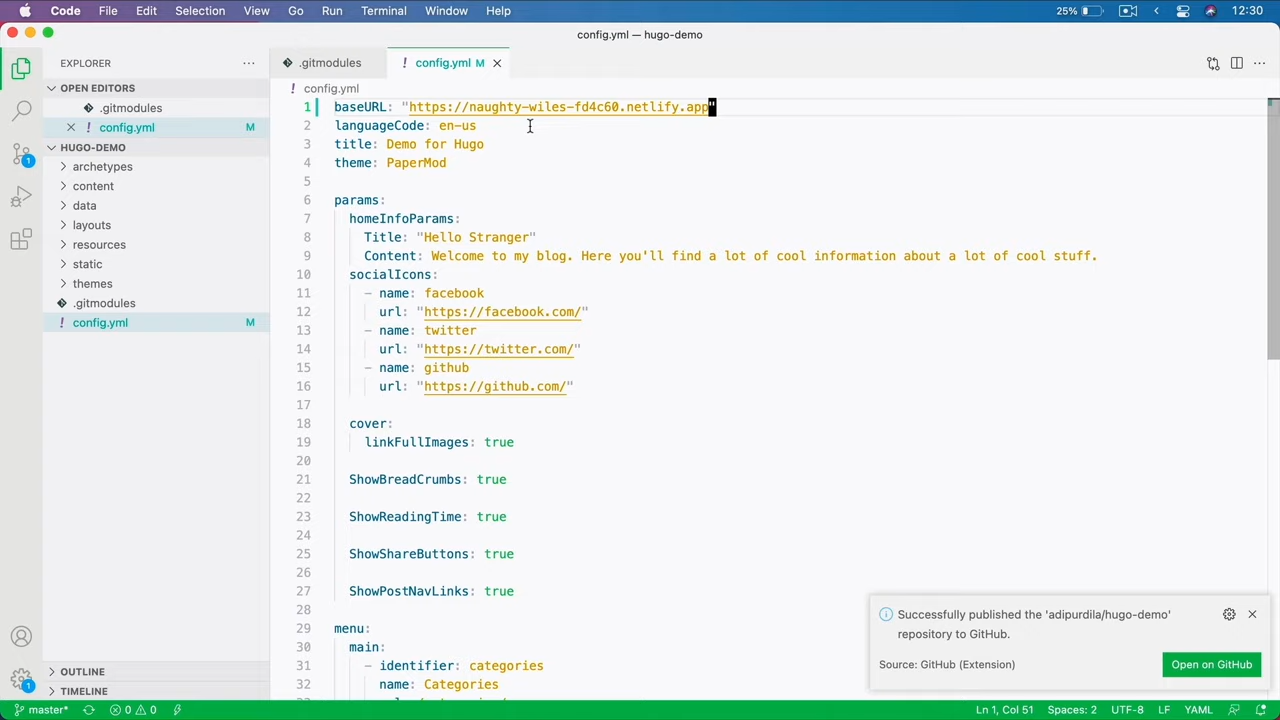 Code File Edit Selection View Go Run Terminal Window Help 25% 12:30
config.yml — hugo-demo
EXPLORER
.gitmodules
! config.yml M
OPEN EDITORS
.gitmodules
! config.yml M
HUGO-DEMO
archetypes
content
data
layouts
resources
static
themes
.gitmodules
! config.yml M
OUTLINE
TIMELINE
1
1
! config.yml
1 baseURL: "https://naughty-wiles-fd4c60.netlify.app"
2 languageCode: en-us
3 title: Demo for Hugo
4 theme: PaperMod
5
6 params:
7 homeInfoParams:
8 Title: "Hello Stranger"
9 Content: Welcome to my blog. Here you'll find a lot of cool information about a lot of cool stuff.
10 socialIcons:
11 - name: facebook
12 url: "https://facebook.com/"
13 - name: twitter
14 url: "https://twitter.com/"
15 - name: github
16 url: "https://github.com/"
17
18 cover:
19 linkFullImages: true
20
21 ShowBreadCrumbs: true
22
23 ShowReadingTime: true
24
25 ShowShareButtons: true
26
27 ShowPostNavLinks: true
28
29 menu:
30 main:
31 - identifier: categories
32 name: Categories
Successfully published the 'adipurdila/hugo-demo'
repository to GitHub.
Source: GitHub (Extension)
Open on GitHub
master* 0 0 Ln 1, Col 51 Spaces: 2 UTF-8 LF YAML